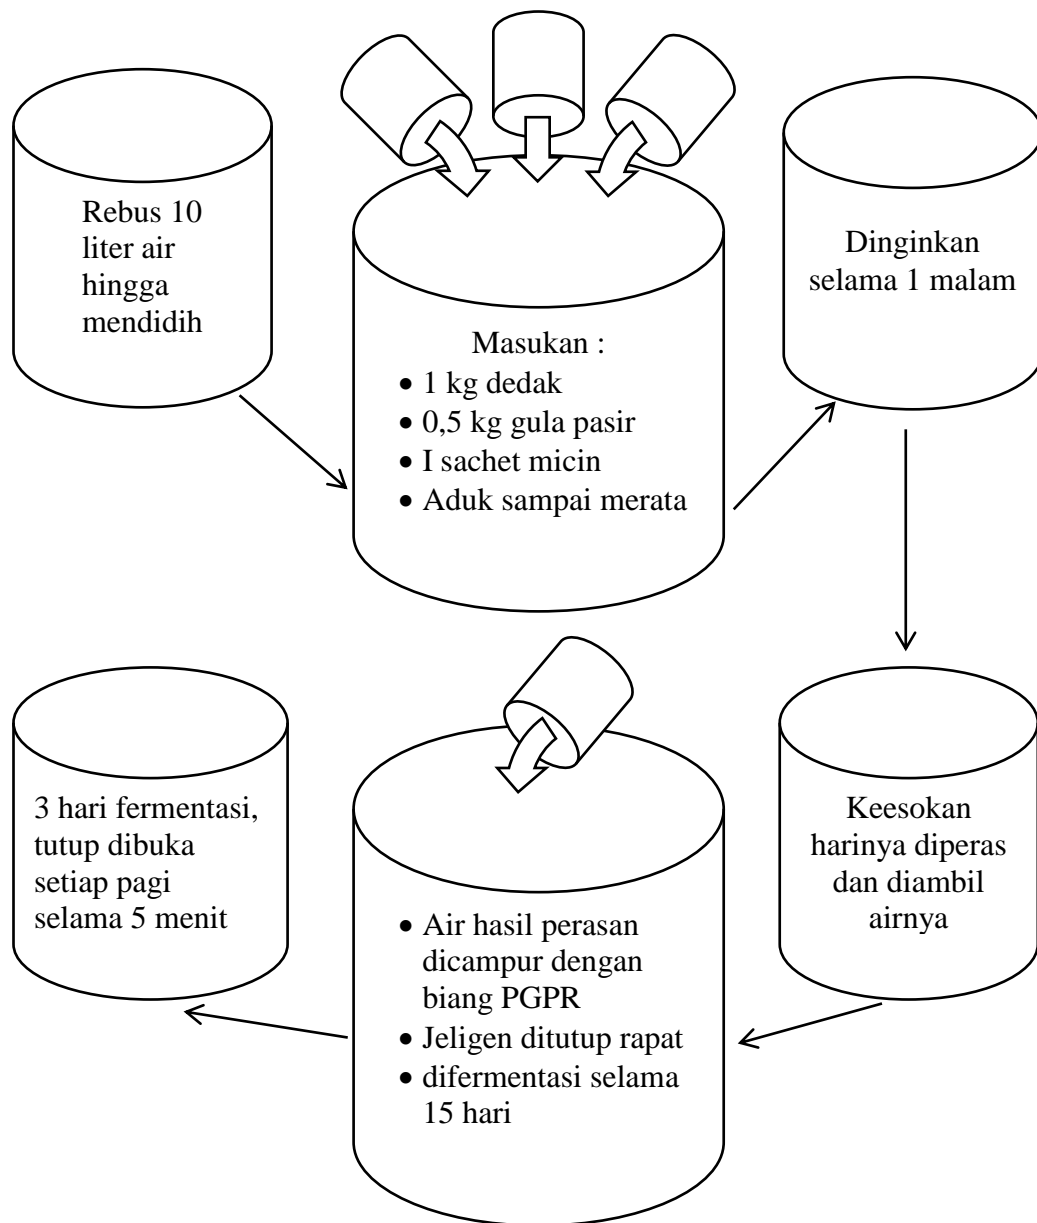 Rebus 10
liter air
hingga
mendidih
Masukan :
• 1 kg dedak
• 0,5 kg gula pasir
• I sachet micin
• Aduk sampai merata
Dinginkan
selama 1 malam
Keesokan
harinya diperas
dan diambil
airnya
• Air hasil perasan
dicampur dengan
biang PGPR
• Jeligen ditutup rapat
• difermentasi selama
15 hari
3 hari fermentasi,
tutup dibuka
setiap pagi
selama 5 menit